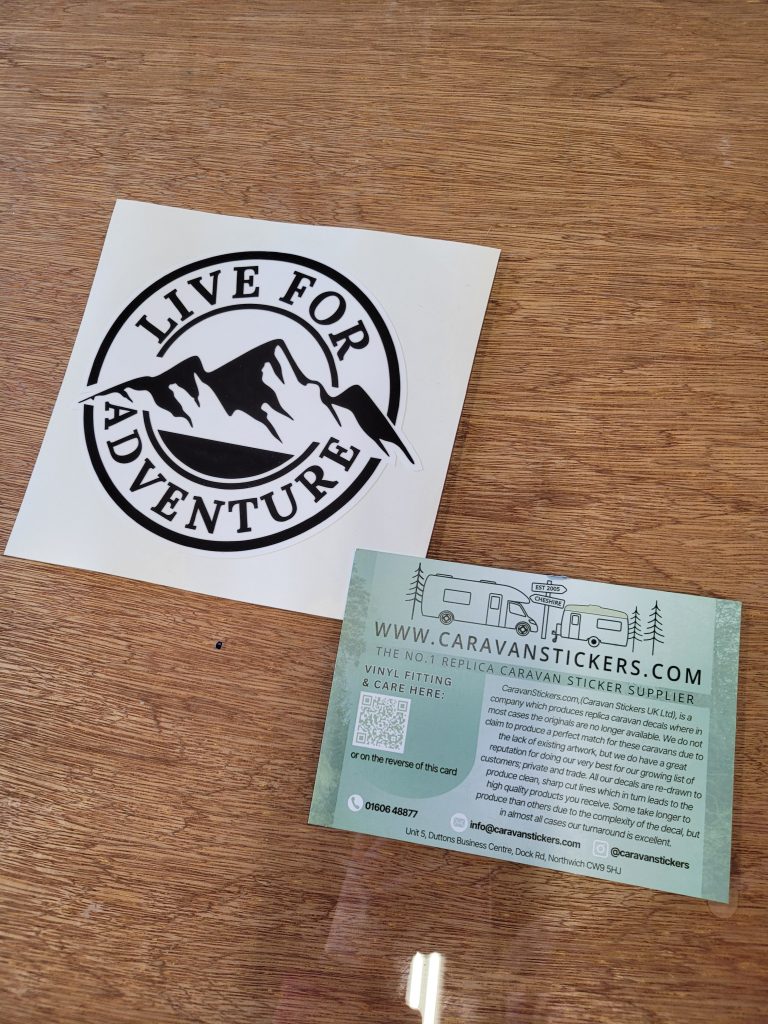 LIVE FOR
ADVENTURE
EST 2005
CHESHIRE
WWW.CARAVANSTICKERS.COM
THE NO.1 REPLICA CARAVAN STICKER SUPPLIER
VINYL FITTING
& CARE HERE:
or on the reverse of this card
CaravanStickers.com,(Caravan Stickers UK Ltd), is a
company which produces replica caravan decals where in
most cases the originals are no longer available. We do not
claim to produce a perfect match for these caravans due to
the lack of existing artwork, but we do have a great
reputation for doing our very best for our growing list of
customers; private and trade. All our decals are re-drawn to
produce clean, sharp cut lines which in turn leads to the
high quality products you receive. Some take longer to
produce than others due to the complexity of the decal, but
in almost all cases our turnaround is excellent.
01606 48877
info@caravanstickers.com
@caravanstickers
Unit 5, Duttons Business Centre, Dock Rd, Northwich CW9 5HJ